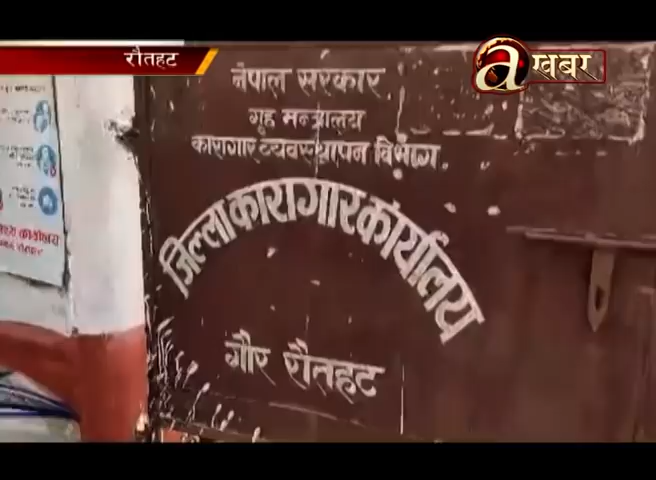 रौतहट
a खबर
नेपाल सरकार
गृह मन्त्रालय
कारागार व्यवस्थापन विभाग
जिल्ला कारागार कार्यालय
गौर रौतहट